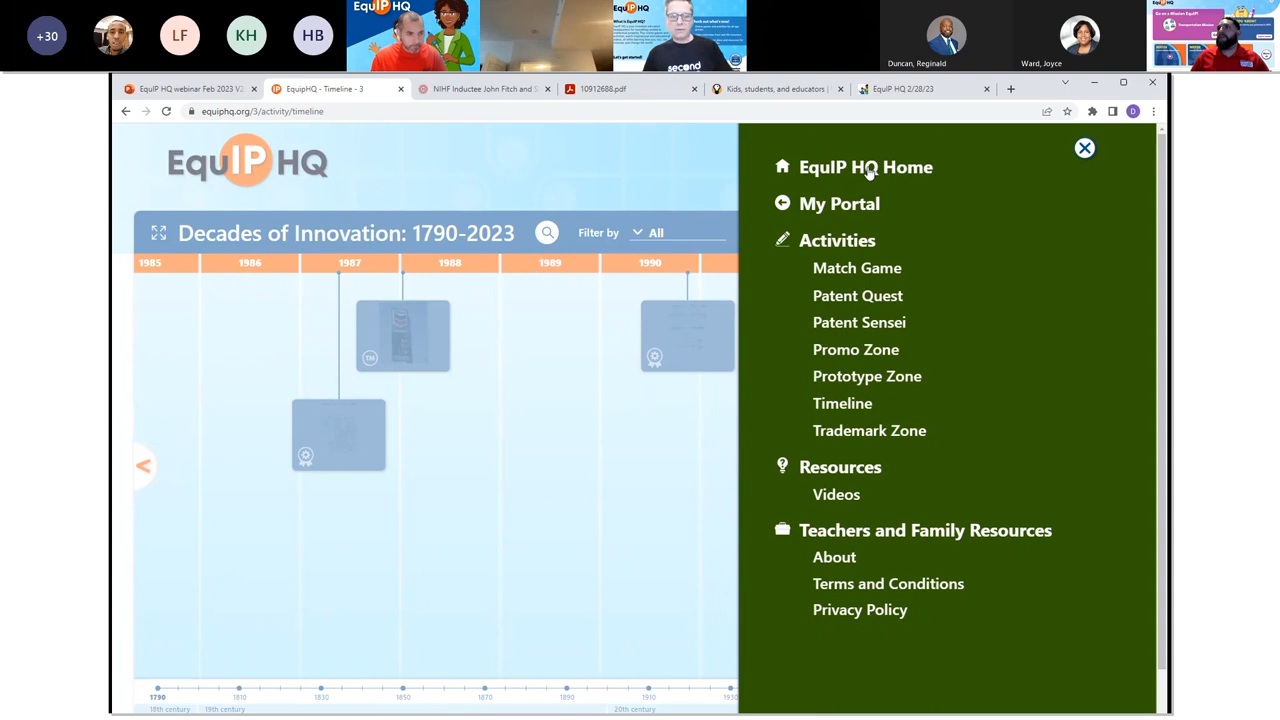 +30
LF
KH
HB
EquIP HQ
second
Duncan, Reginald
Ward, Joyce
EquIP HQ webinar Feb 2023 V2
EquipHQ - Timeline - 3
NIHF Inductee John Fitch and S
10912688.pdf
Kids, students, and educators |
EquIP HQ 2/28/23
equiphq.org/3/activity/timeline
D
EquIP HQ
Decades of Innovation: 1790-2023
Filter by
All
1985
1986
1987
1988
1989
1990
TM
1790
1810
1830
1850
1870
1890
1910
1930
18th century
19th century
20th century
EquIP HQ Home
My Portal
Activities
Match Game
Patent Quest
Patent Sensei
Promo Zone
Prototype Zone
Timeline
Trademark Zone
Resources
Videos
Teachers and Family Resources
About
Terms and Conditions
Privacy Policy